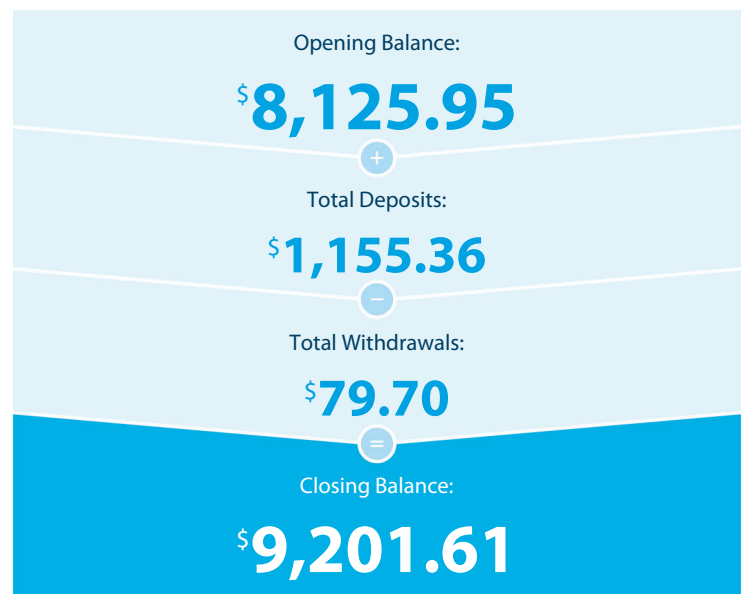 Opening Balance:
$8,125.95
+
Total Deposits:
$1,155.36
−
Total Withdrawals:
$79.70
=
Closing Balance:
$9,201.61